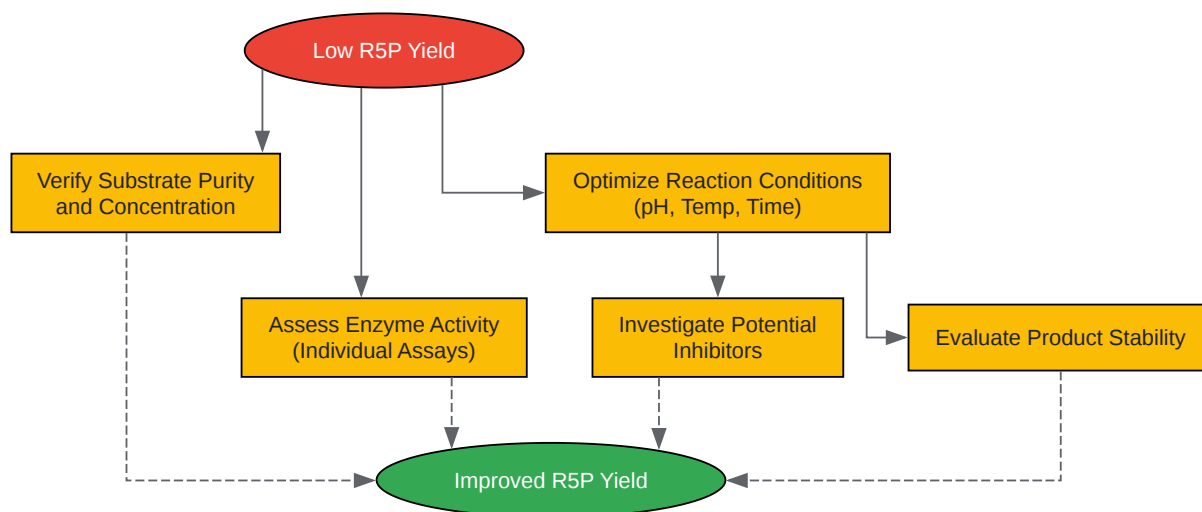 Low R5P Yield
Verify Substrate Purity
and Concentration
Optimize Reaction Conditions
(pH, Temp, Time)
Assess Enzyme Activity
(Individual Assays)
Investigate Potential
Inhibitors
Evaluate Product Stability
Improved R5P Yield